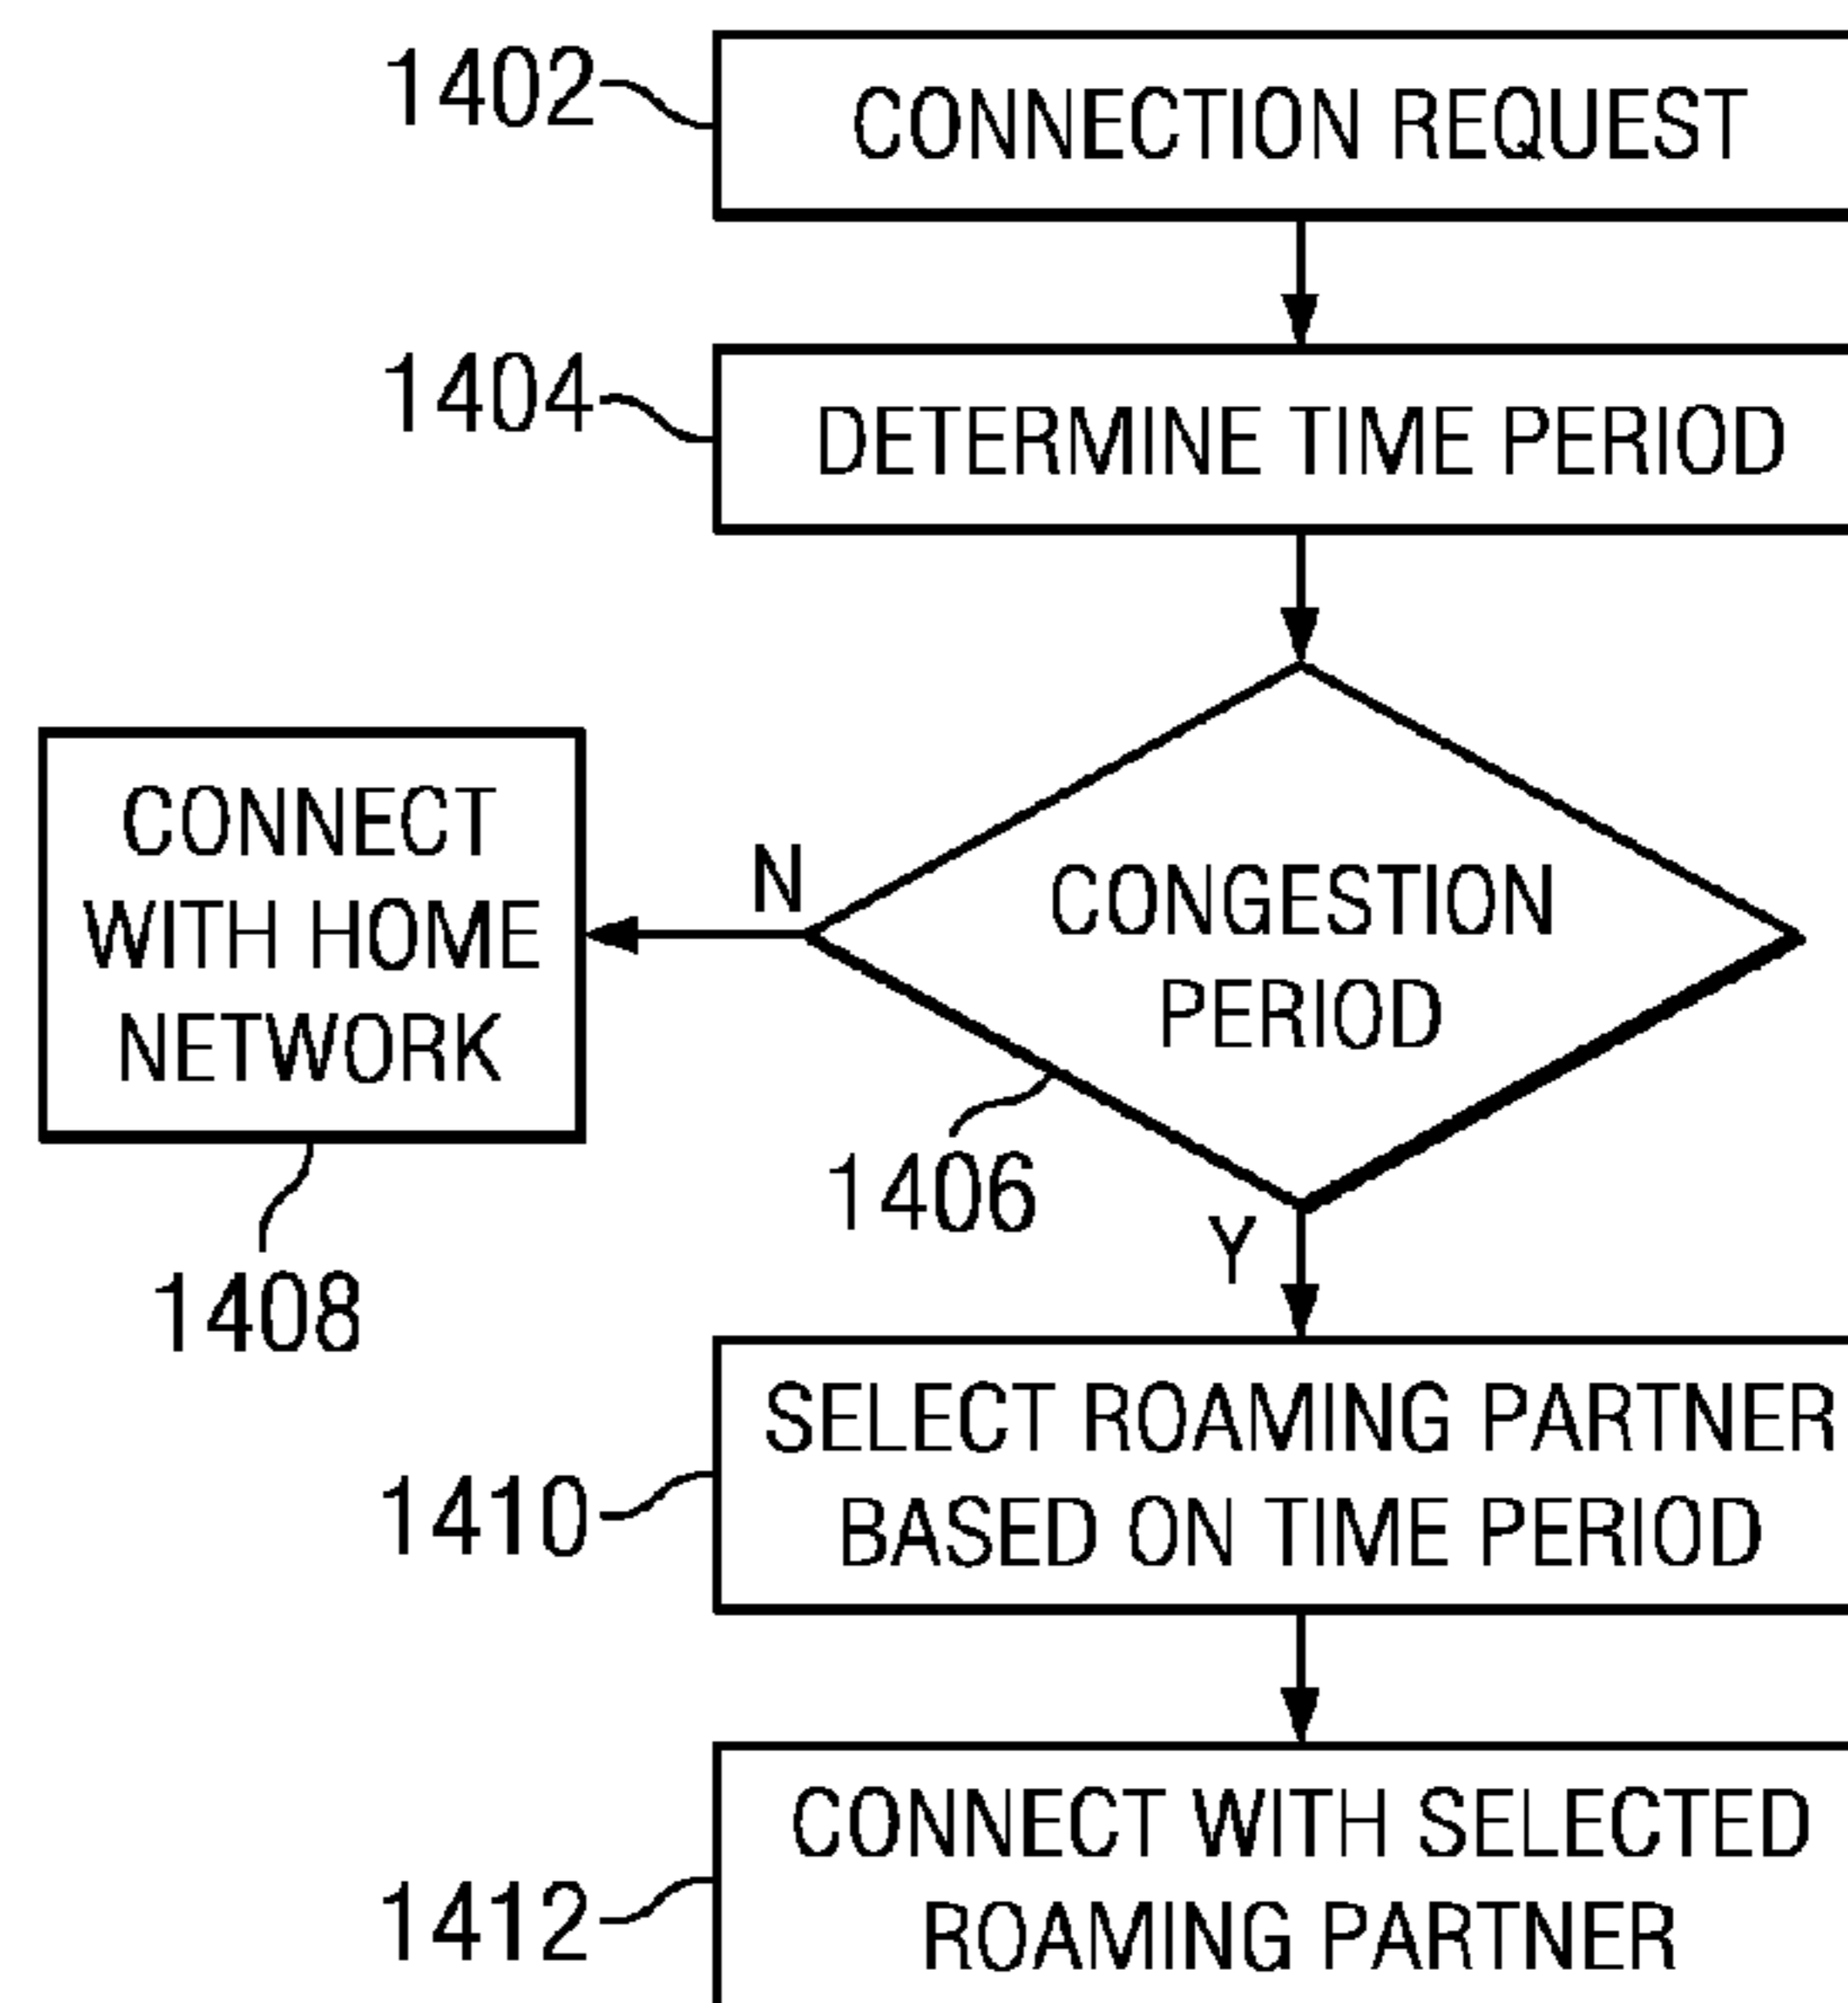 1402
CONNECTION REQUEST
1404
DETERMINE TIME PERIOD
CONNECT
WITH HOME
NETWORK
N
CONGESTION
PERIOD
1406
1408
Y
SELECT ROAMING PARTNER
BASED ON TIME PERIOD
1410
CONNECT WITH SELECTED
ROAMING PARTNER
1412